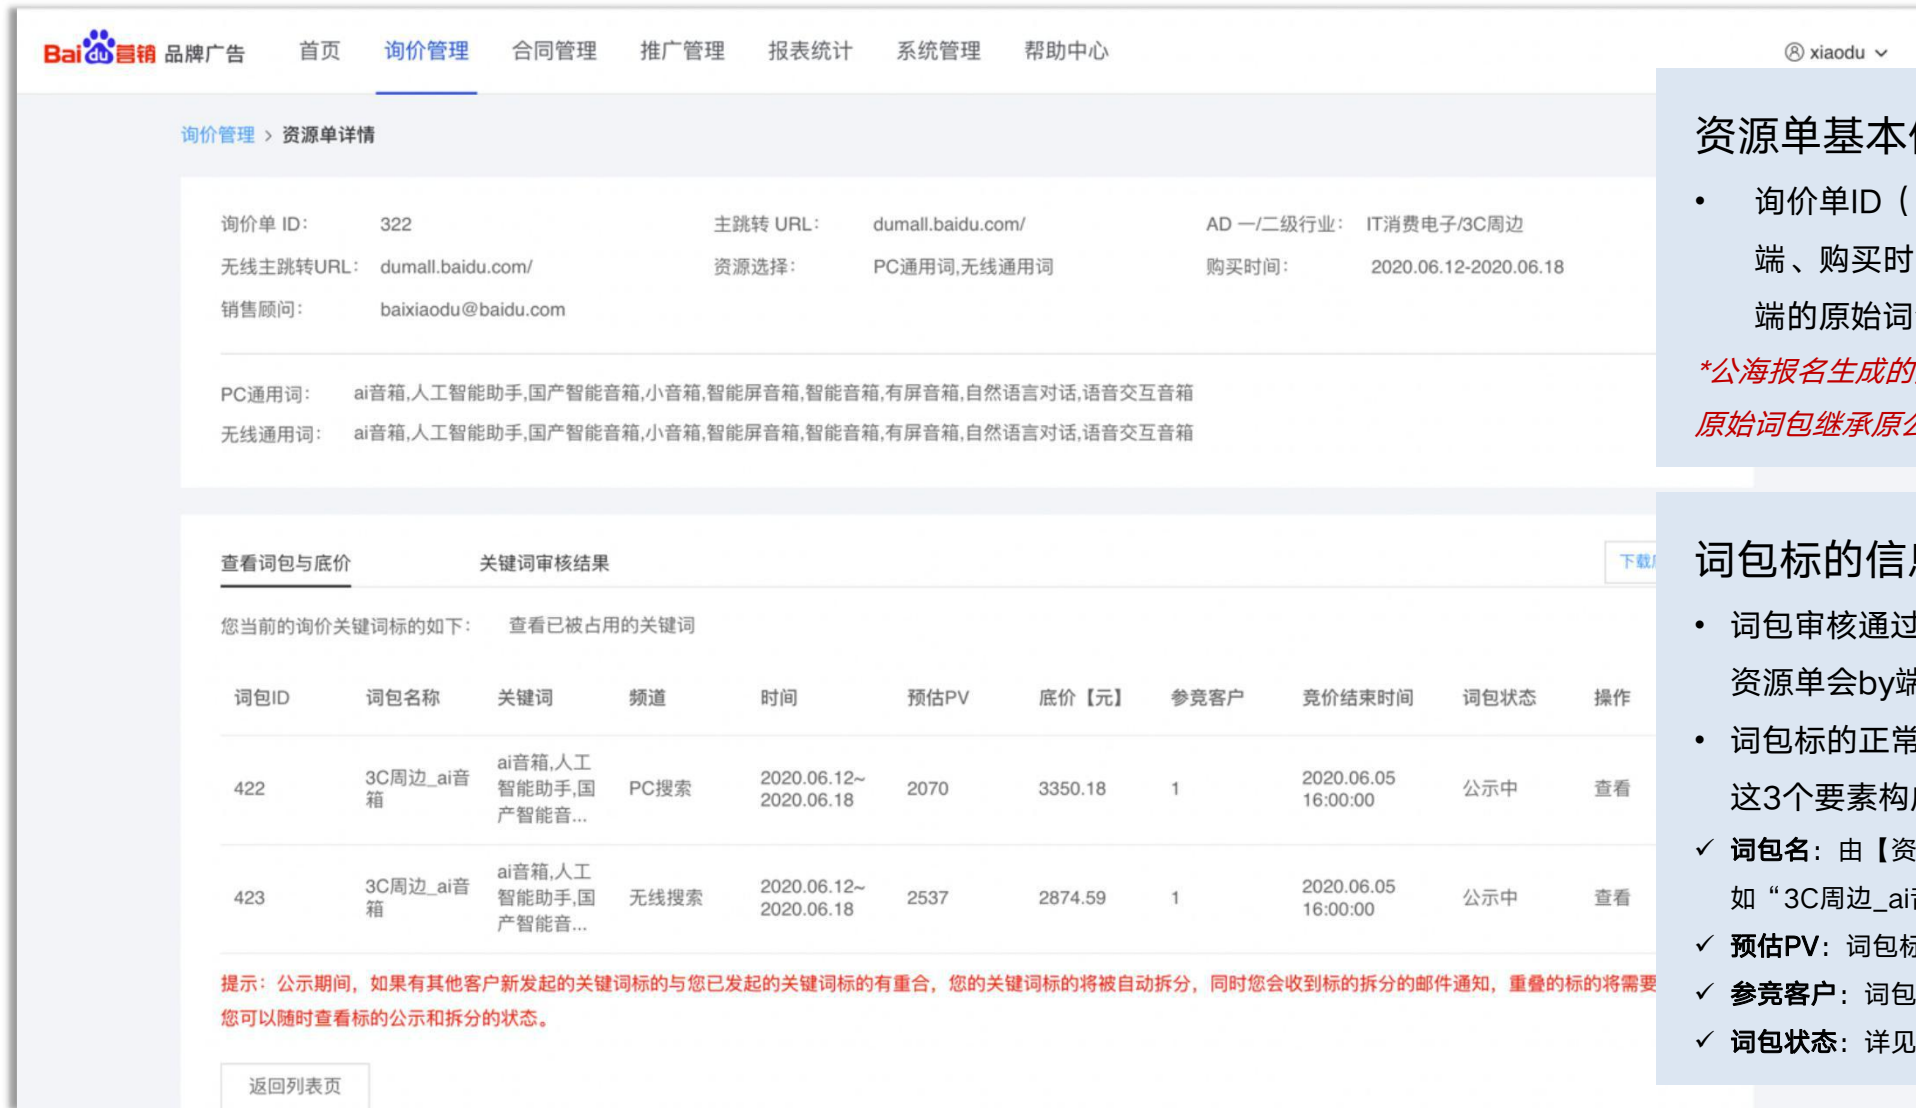 Bai du 营销 品牌广告 首页 询价管理 合同管理 推广管理 报表统计 系统管理 帮助中心 xiaodu
询价管理 > 资源单详情
询价单 ID： 322 主跳转 URL： dumall.baidu.com/ AD 一/二级行业： IT消费电子/3C周边
无线主跳转URL： dumall.baidu.com/ 资源选择： PC通用词,无线通用词 购买时间： 2020.06.12-2020.06.18
销售顾问： baixiaodu@baidu.com
PC通用词： ai音箱,人工智能助手,国产智能音箱,小音箱,智能屏音箱,智能音箱,有屏音箱,自然语言对话,语音交互音箱
无线通用词： ai音箱,人工智能助手,国产智能音箱,小音箱,智能屏音箱,智能音箱,有屏音箱,自然语言对话,语音交互音箱
查看词包与底价 关键词审核结果 下载
您当前的询价关键词标的如下： 查看已被占用的关键词
词包ID 词包名称 关键词 频道 时间 预估PV 底价【元】 参竞客户 竞价结束时间 词包状态 操作
422 3C周边_ai音箱 ai音箱,人工智能助手,国产智能音... PC搜索 2020.06.12~2020.06.18 2070 3350.18 1 2020.06.05 16:00:00 公示中 查看
423 3C周边_ai音箱 ai音箱,人工智能助手,国产智能音... 无线搜索 2020.06.12~2020.06.18 2537 2874.59 1 2020.06.05 16:00:00 公示中 查看
提示：公示期间，如果有其他客户新发起的关键词标的与您已发起的关键词标的有重合，您的关键词标的将被自动拆分，同时您会收到标的拆分的邮件通知，重叠的标的将需要
您可以随时查看标的公示和拆分的状态。
返回列表页
资源单基本
• 询价单ID（
端、购买时
端的原始词
*公海报名生成的
原始词包继承原
词包标的信
• 词包审核通过
资源单会by端
• 词包标的正常
这3个要素构
✓ 词包名：由【资
如“3C周边_ai
✓ 预估PV：词包标
✓ 参竞客户：词包
✓ 词包状态：详见